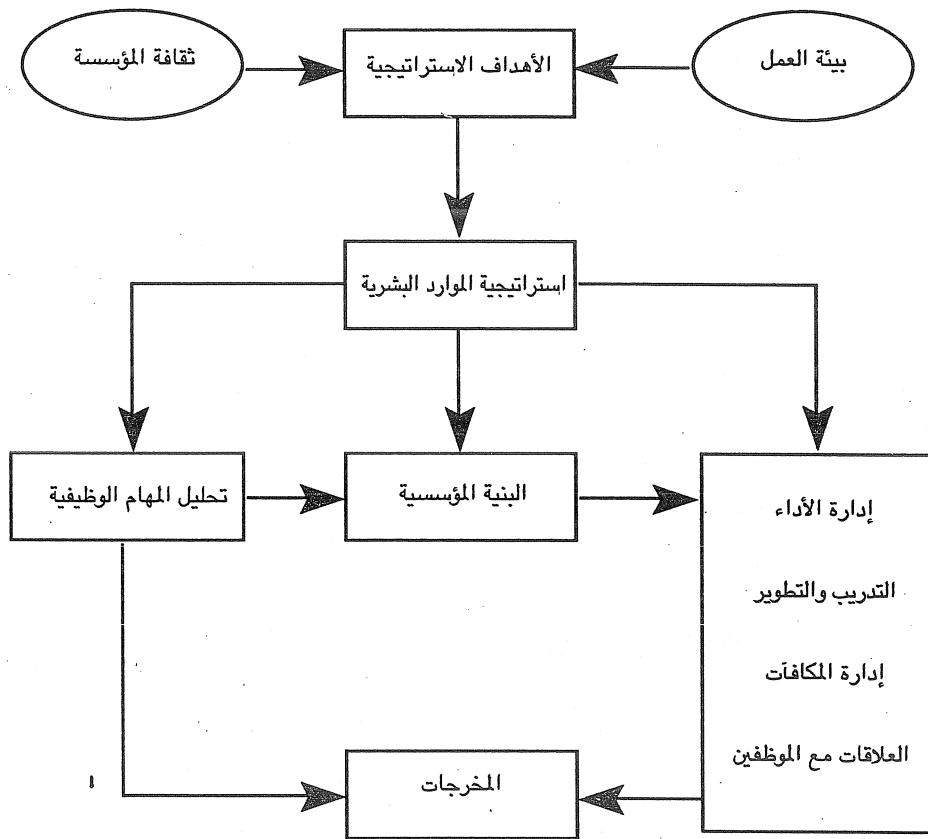 بيئة العمل
الأهداف الاستراتيجية
ثقافة المؤسسة
استراتيجية الموارد البشرية
تحليل المهام الوظيفية
البنية المؤسسية
إدارة الأداء
التدريب والتطوير
إدارة المكافآت
العلاقات مع الموظفين
المخرجات